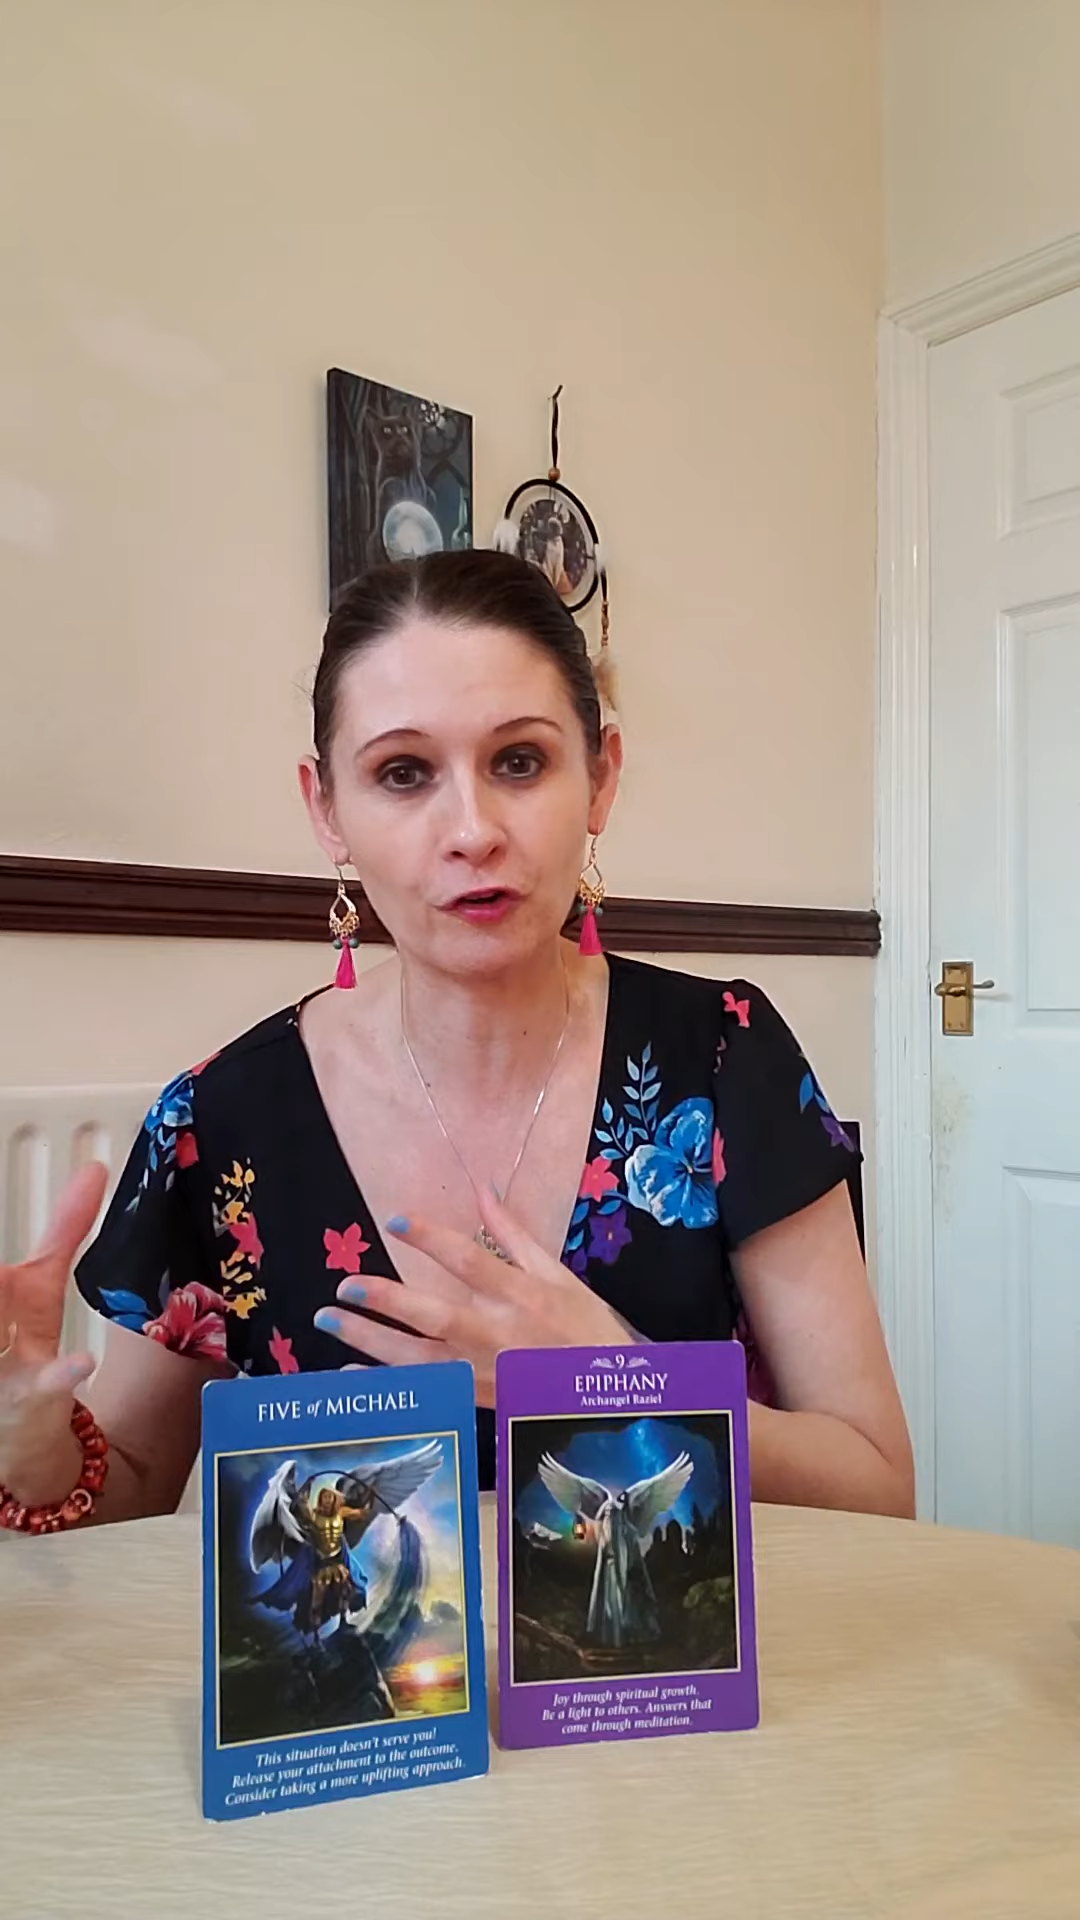 FIVE of MICHAEL
This situation doesn't serve you!
Release your attachment to the outcome.
Consider taking a more uplifting approach.
9
EPIPHANY
Archangel Raziel
Joy through spiritual growth.
Be a light to others. Answers that
come through meditation.